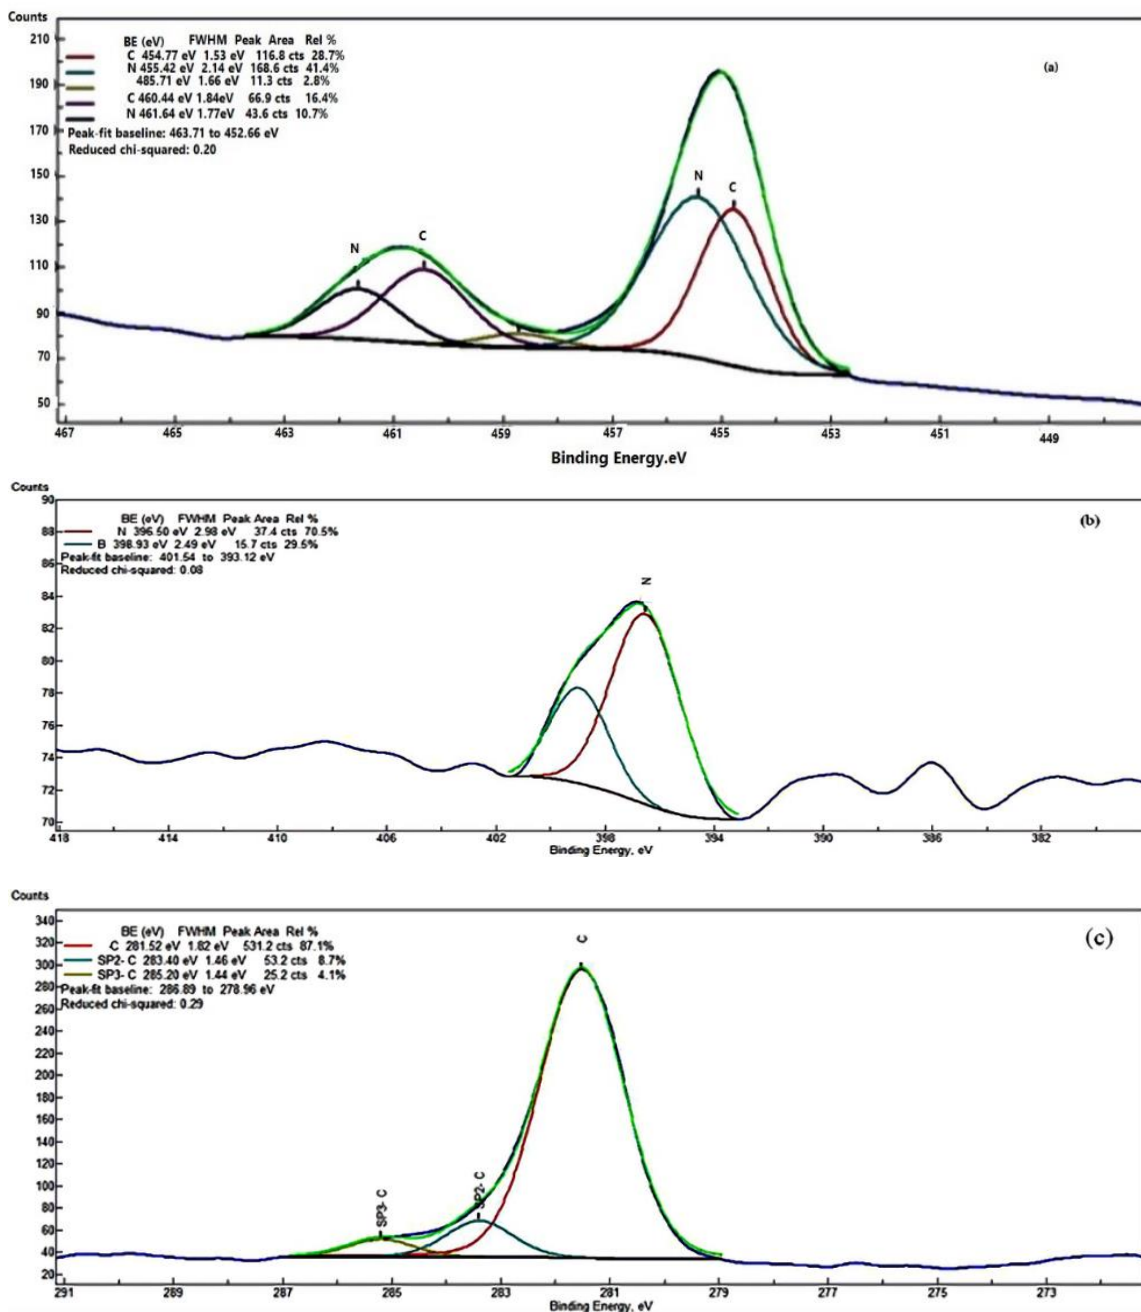 Counts
BE (eV) FWHM Peak Area Rel %
C 454.77 eV 1.53 eV 116.8 cts 28.7%
N 455.42 eV 2.14 eV 168.6 cts 41.4%
485.71 eV 1.66 eV 11.3 cts 2.8%
C 460.44 eV 1.84eV 66.9 cts 16.4%
N 461.64 eV 1.77eV 43.6 cts 10.7%
Peak-fit baseline: 463.71 to 452.66 eV
Reduced chi-squared: 0.20
(a)
210
190
170
150
130
110
90
70
50
N C N C
467 465 463 461 459 457 455 453 451 449
Binding Energy.eV
Counts
BE (eV) FWHM Peak Area Rel %
N 396.50 eV 2.98 eV 37.4 cts 70.5%
B 398.93 eV 2.49 eV 15.7 cts 29.5%
Peak-fit baseline: 401.54 to 393.12 eV
Reduced chi-squared: 0.08
(b)
90
88
86
84
82
80
78
76
74
72
70
N
418 414 410 406 402 398 394 390 386 382
Binding Energy, eV
Counts
BE (eV) FWHM Peak Area Rel %
-C 281.52 eV 1.82 eV 531.2 cts 87.1%
SP2- C 283.40 eV 1.46 eV 53.2 cts 8.7%
SP3- C 285.20 eV 1.44 eV 25.2 cts 4.1%
Peak-fit baseline: 286.89 to 278.96 eV
Reduced chi-squared: 0.29
(c)
340
320
300
280
260
240
220
200
180
160
140
120
100
80
60
40
20
SP3- C
SP2- C
C
291 289 287 285 283 281 279 277 275 273
Binding Energy, eV